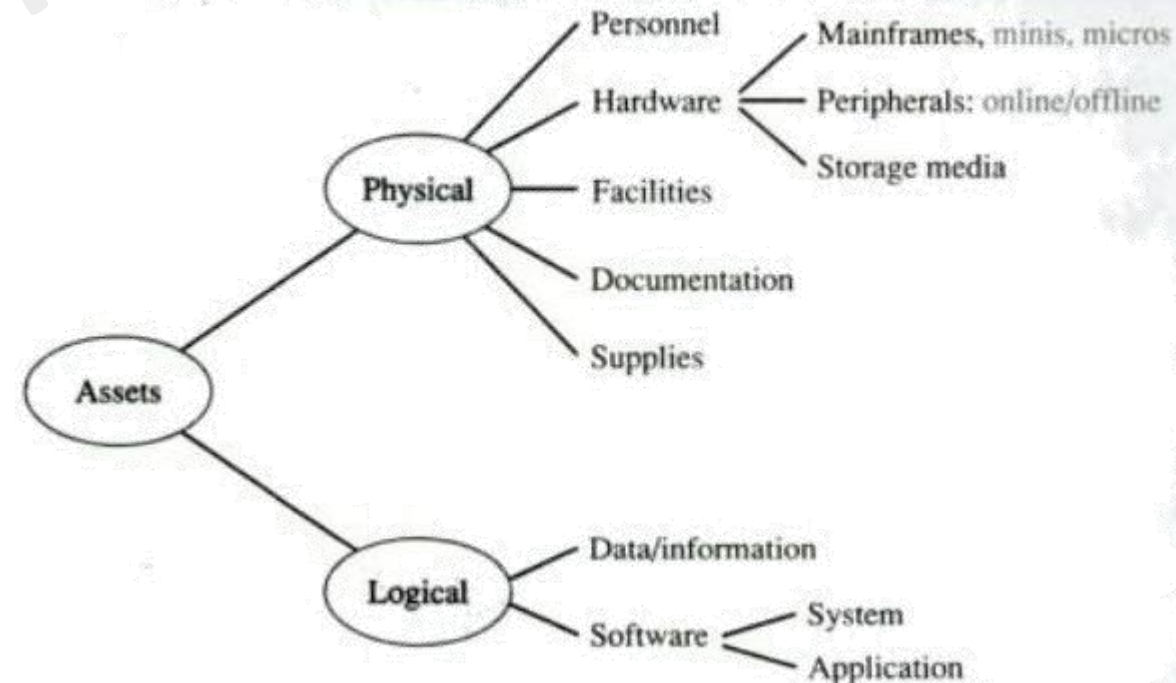 Personnel
Mainframes, minis, micros
Hardware
Peripherals: online/offline
Storage media
Physical
Facilities
Documentation
Supplies
Assets
Data/information
Logical
Software
System
Application